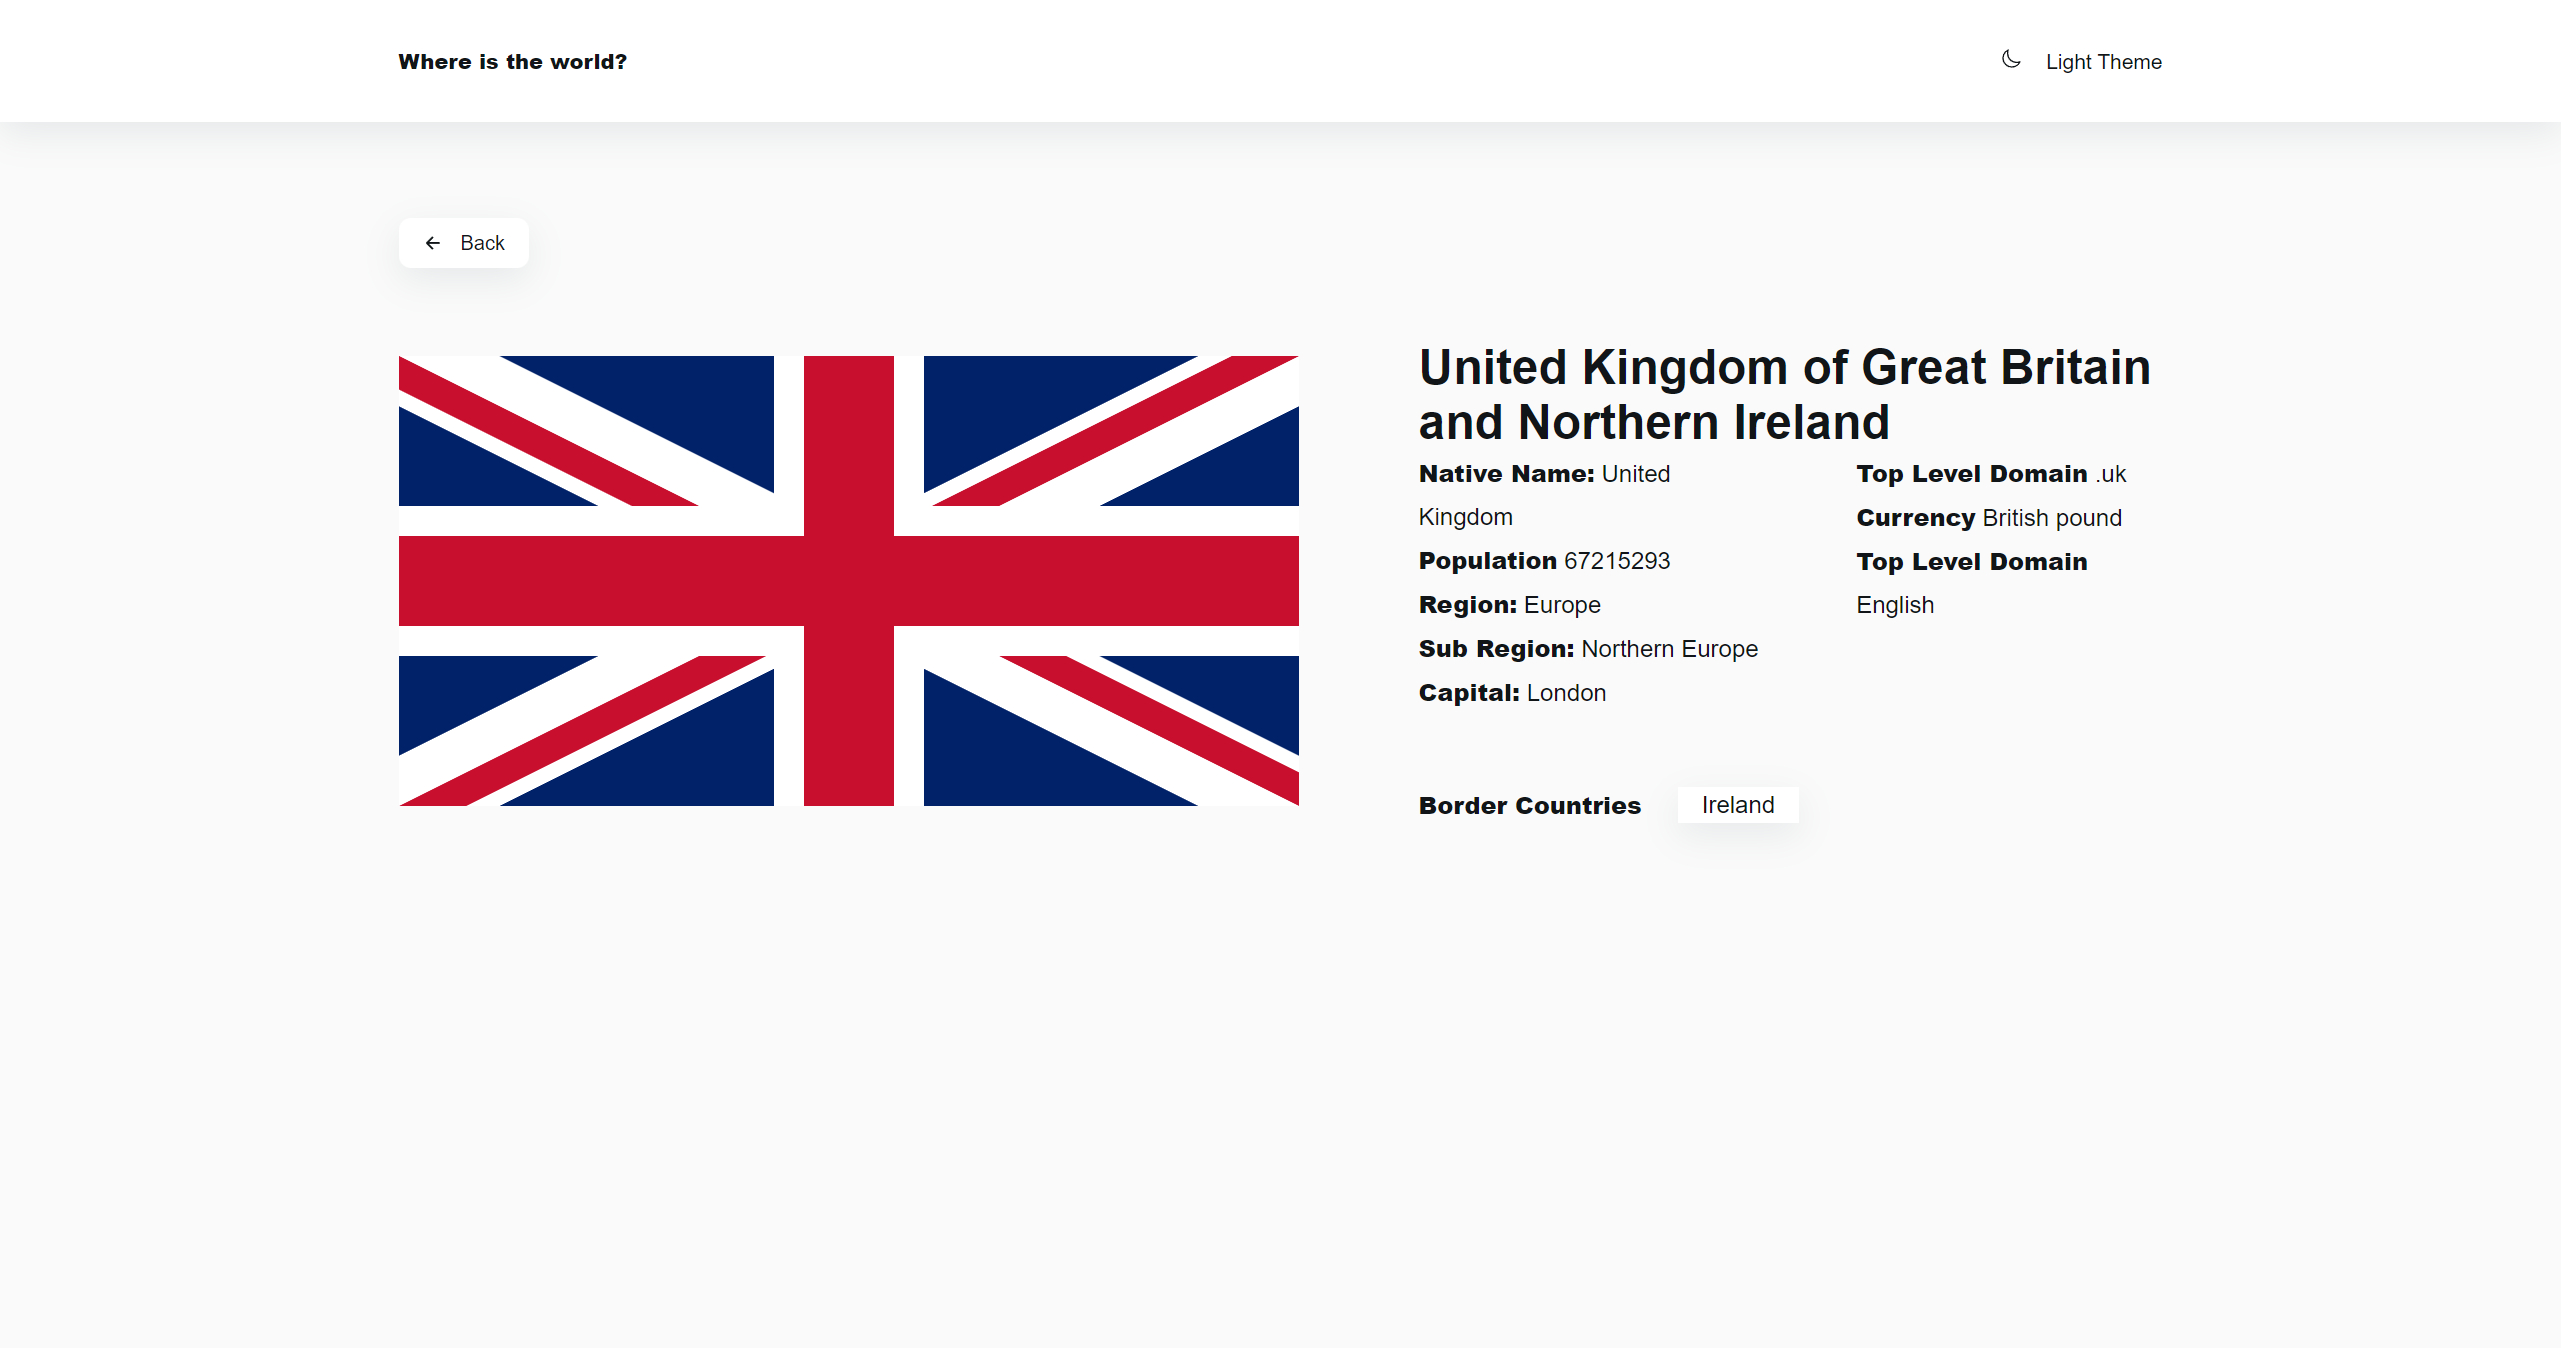 Where is the world?
Light Theme
Back
United Kingdom of Great Britain
and Northern Ireland
Native Name: United
Kingdom
Population 67215293
Region: Europe
Sub Region: Northern Europe
Capital: London
Top Level Domain .uk
Currency British pound
Top Level Domain
English
Border Countries
Ireland